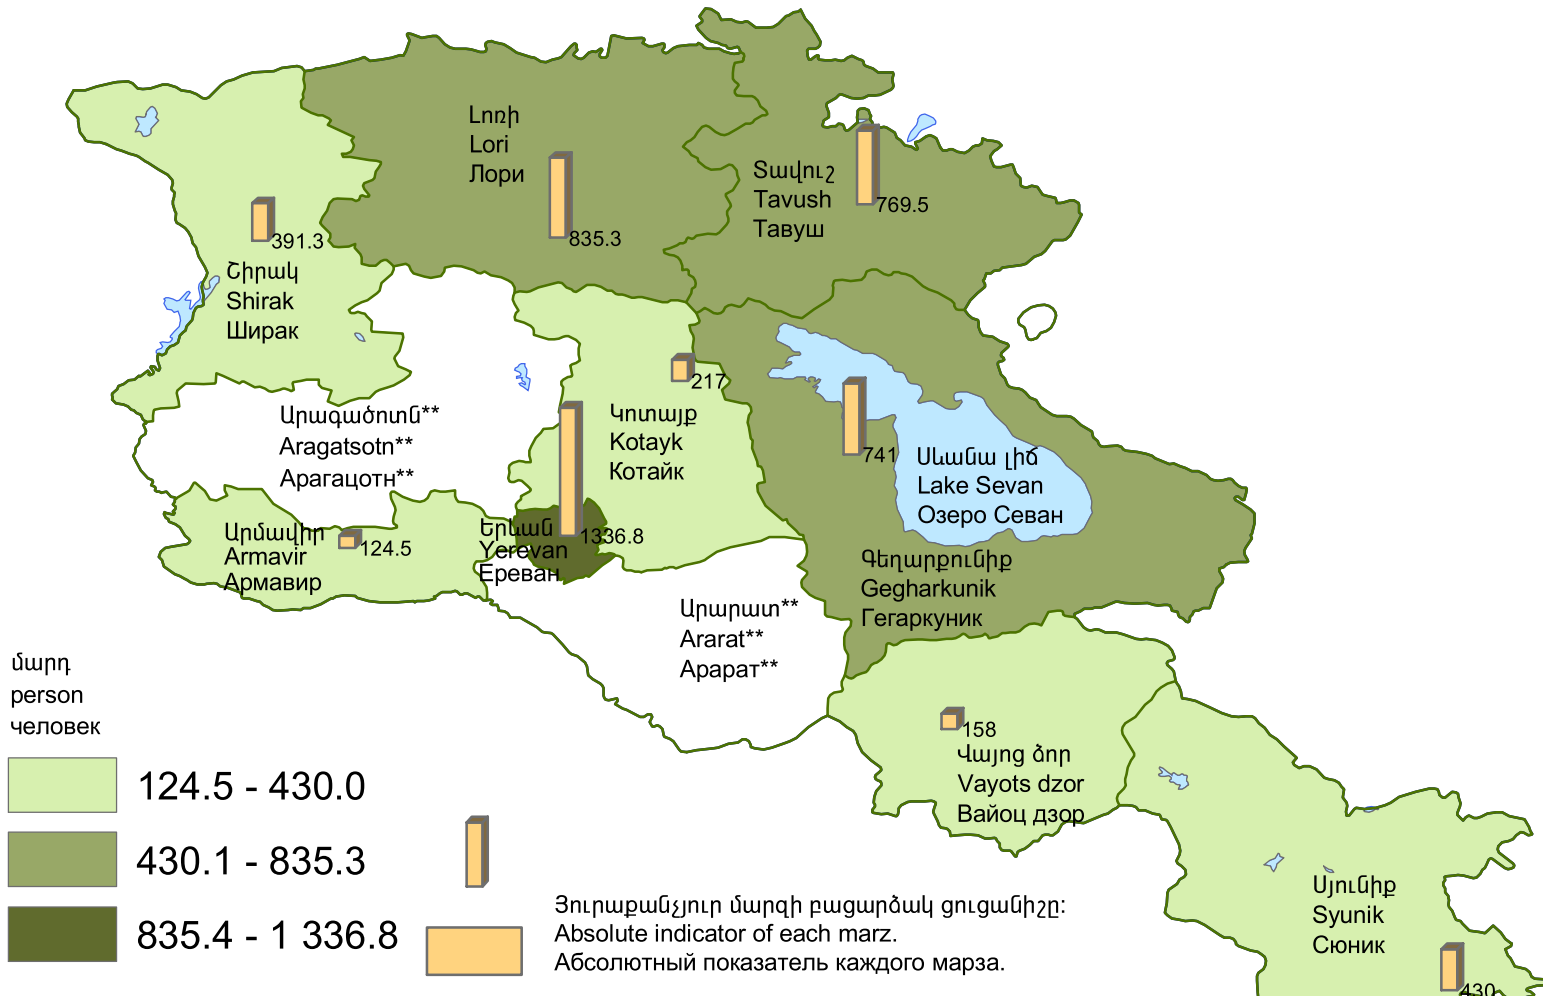 Լոռի
Lori
Лори
835.3
Տավուշ
Tavush
Тавуш
769.5
391.3
Շիրակ
Shirak
Ширак
217
Կոտայք
Kotayk
Котайк
Արագածոտն**
Aragatsotn**
Арагацотн**
741
Սևանա լիճ
Lake Sevan
Озеро Севан
Արմավիր
Armavir
Армавир
124.5
Երևան
Yerevan
Ереван
1336.8
Գեղարքունիք
Gegharkunik
Гегаркуник
Արարատ**
Ararat**
Арарат**
158
Վայոց ձոր
Vayots dzor
Вайоц дзор
Սյունիք
Syunik
Сюник
430
մարդ
person
человек
124.5 - 430.0
430.1 - 835.3
835.4 - 1 336.8
Յուրաքանչյուր մարզի բացարձակ ցուցանիշը:
Absolute indicator of each marz.
Абсолютный показатель каждого марза.